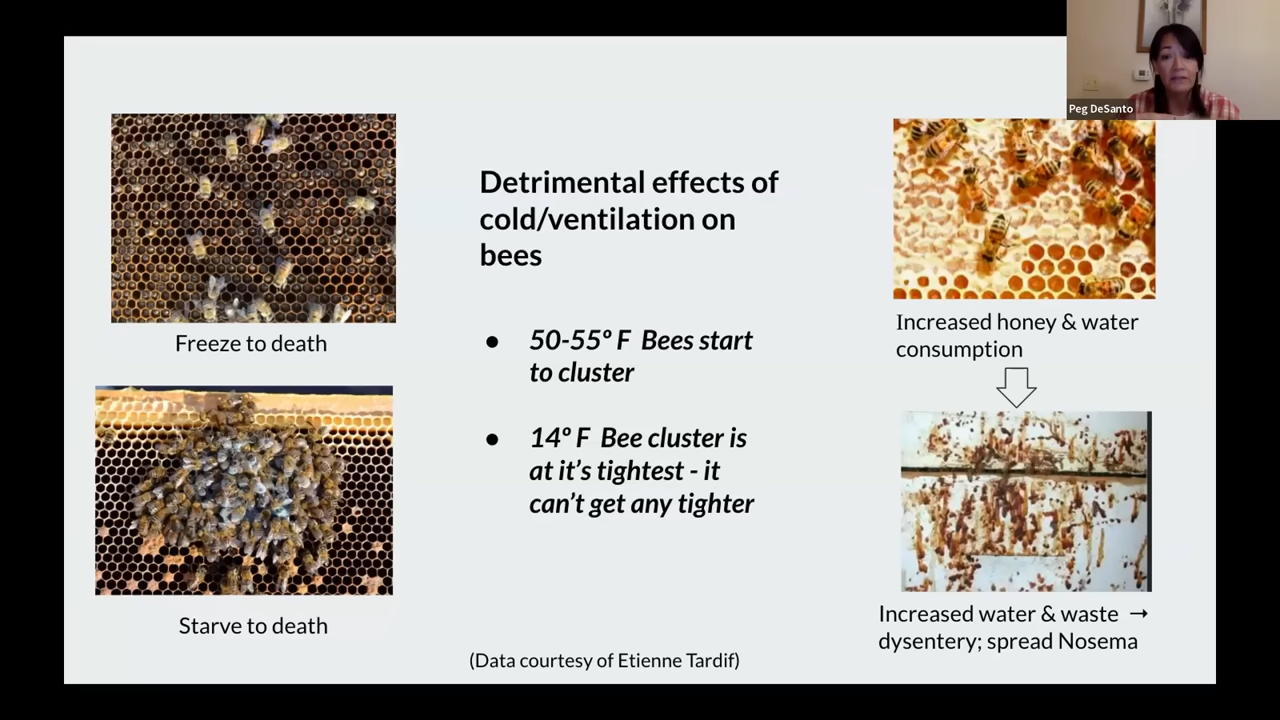 Peg DeSanto
Detrimental effects of
cold/ventilation on
bees
● 50-55º F Bees start
to cluster
● 14º F Bee cluster is
at it’s tightest - it
can’t get any tighter
Freeze to death
Starve to death
Increased honey & water
consumption
Increased water & waste →
dysentery; spread Nosema
(Data courtesy of Etienne Tardif)